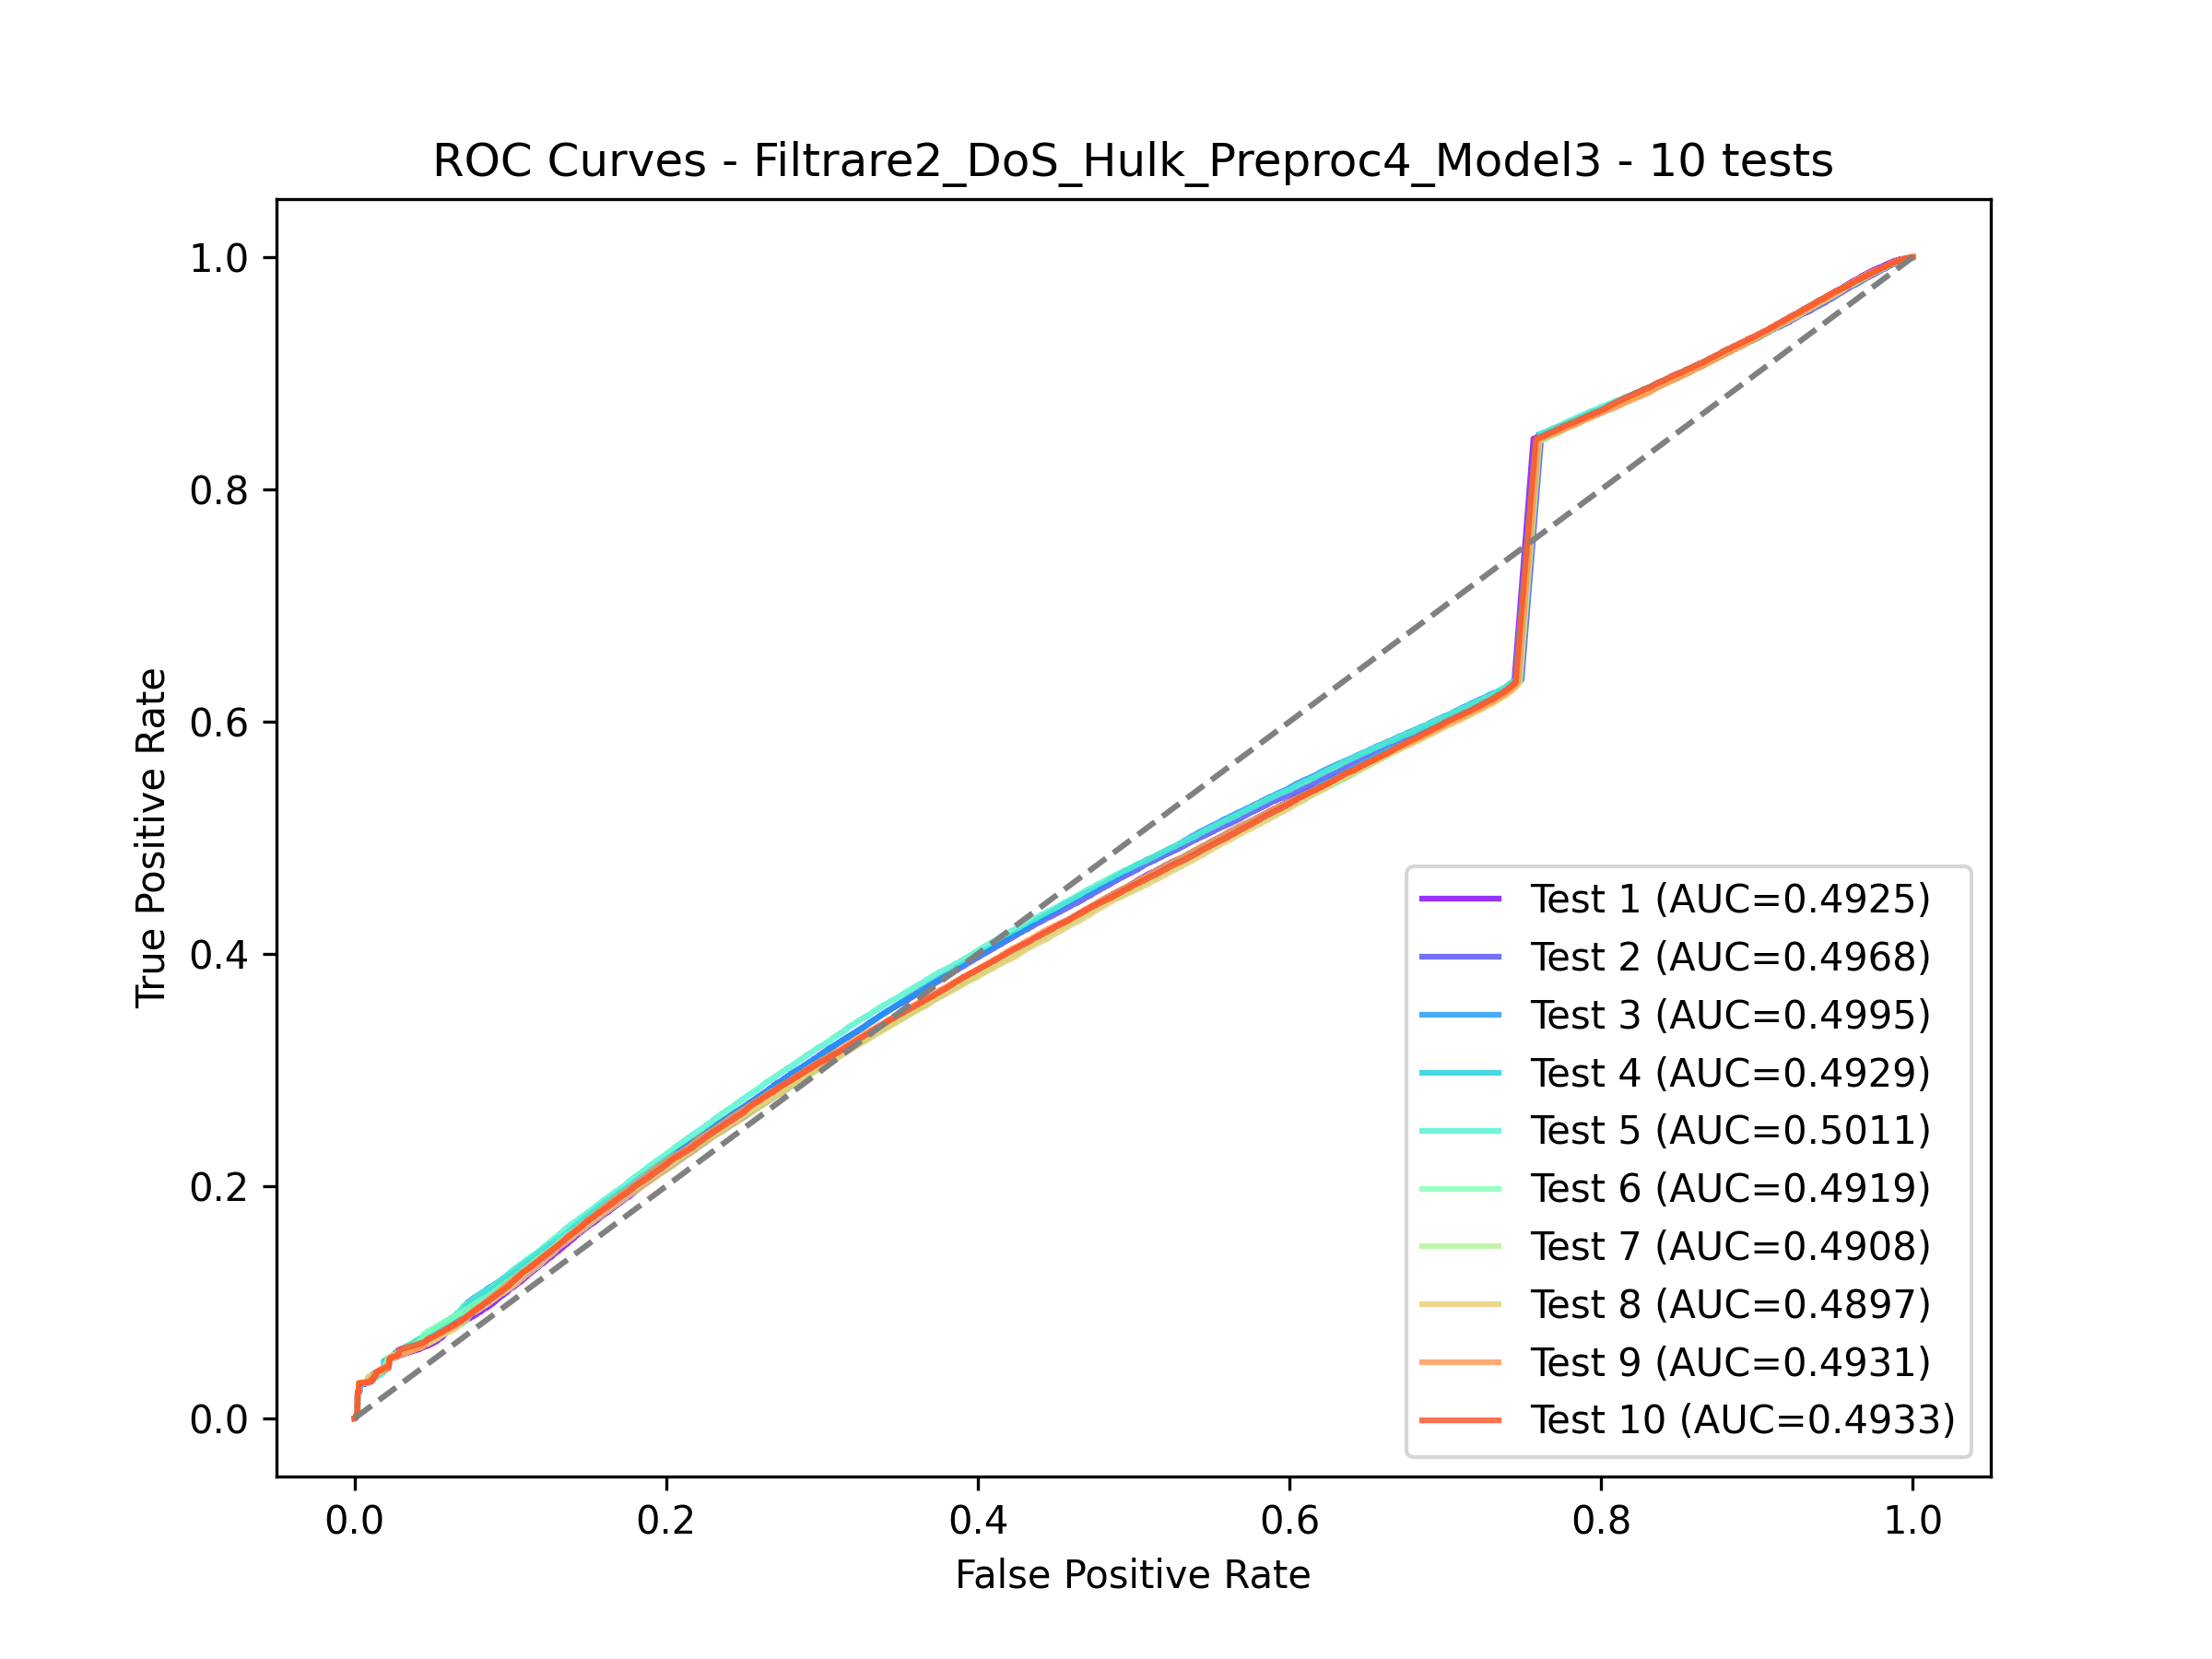 ROC Curves - Filtrare2_DoS_Hulk_Preproc4_Model3 - 10 tests
True Positive Rate
1.0
0.8
0.6
0.4
0.2
0.0
Test 1 (AUC=0.4925)
Test 2 (AUC=0.4968)
Test 3 (AUC=0.4995)
Test 4 (AUC=0.4929)
Test 5 (AUC=0.5011)
Test 6 (AUC=0.4919)
Test 7 (AUC=0.4908)
Test 8 (AUC=0.4897)
Test 9 (AUC=0.4931)
Test 10 (AUC=0.4933)
0.0 0.2 0.4 0.6 0.8 1.0
False Positive Rate